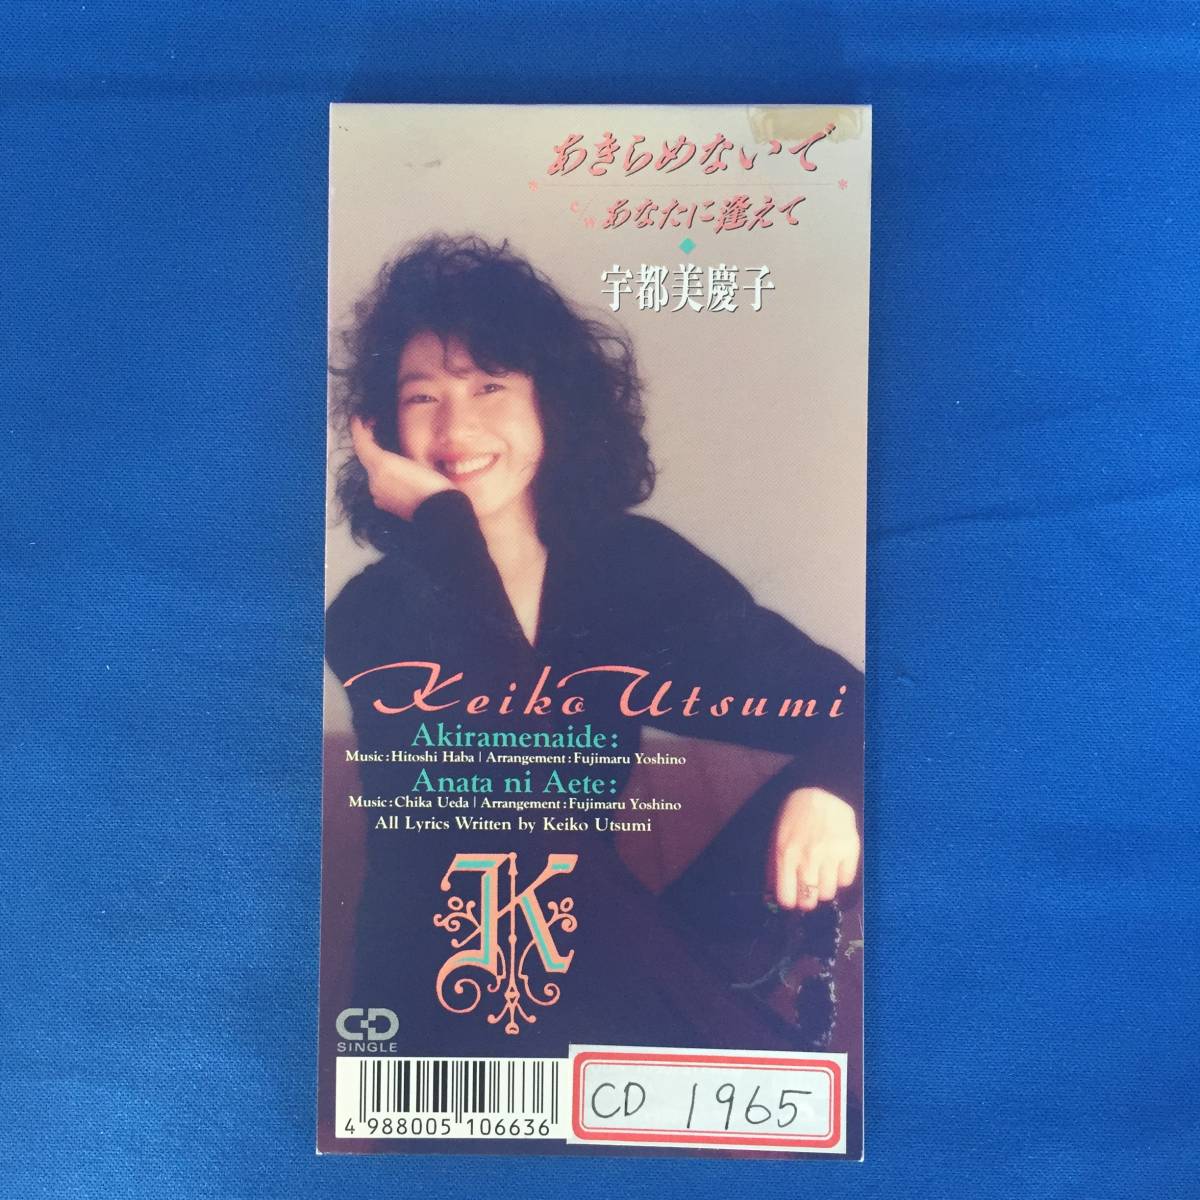 あきらめないで
c/w あなたに逢えて
宇都美慶子
Keiko Utsumi
Akiramenaide:
Music:Hitoshi Haba | Arrangement:Fujimaru Yoshino
Anata ni Aete:
Music:Chika Ueda | Arrangement:Fujimaru Yoshino
All Lyrics Written by Keiko Utsumi
K
CD
SINGLE
4 988005 106636
CD 1965